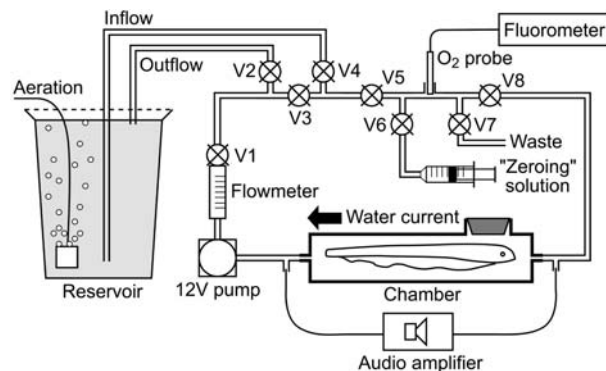 Inflow
Outflow
Aeration
V2
V4
V3
V5
O₂ probe
Fluorometer
V8
V6
V7
Waste
"Zeroing"
solution
V1
Flowmeter
Water current
12V pump
Reservoir
Chamber
Audio amplifier